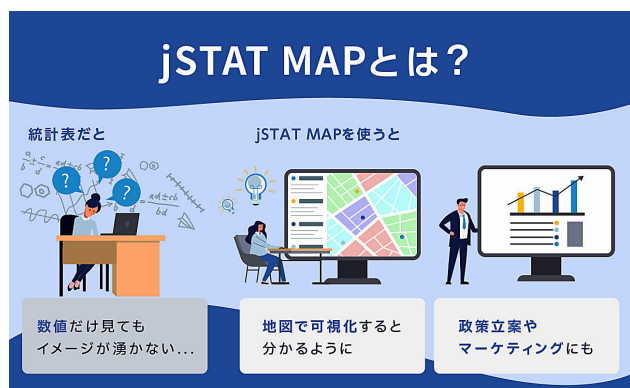 jSTAT MAPとは？
統計表だと
jSTAT MAPを使うと
? ? ?
数値だけ見ても
イメージが湧かない...
地図で可視化すると
分かるように
政策立案や
マーケティングにも